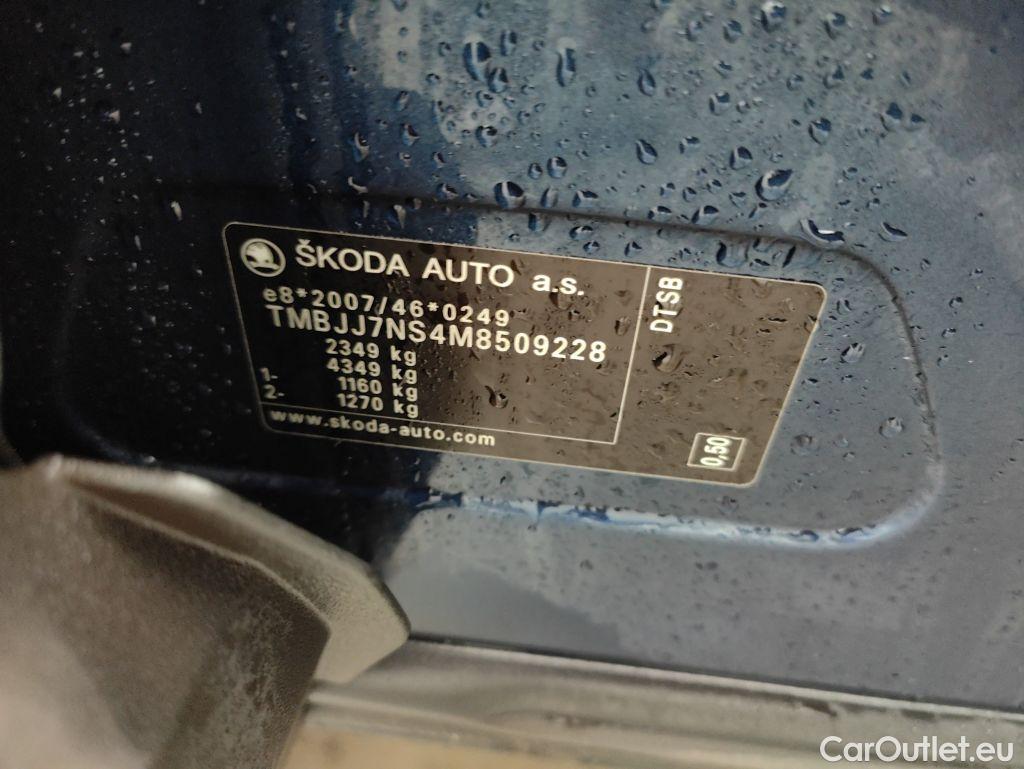 ŠKODA AUTO a.s.
e8*2007/46*0249
TMBJJ7NS4M8509228
2349 kg
4349 kg
1- 1160 kg
2- 1270 kg
www.skoda-auto.com
DTSB
0,50
CarOutlet.eu